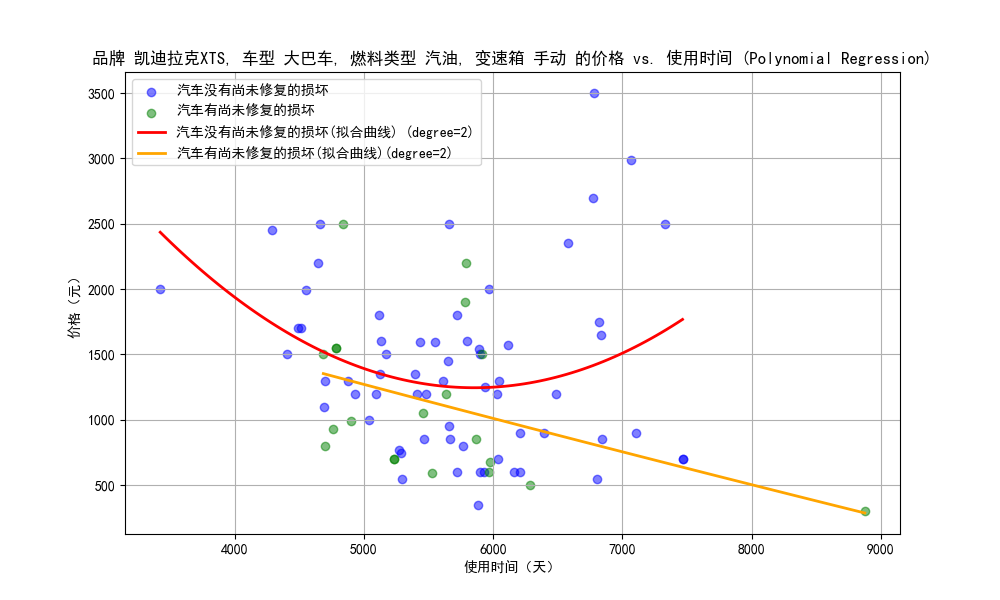 品牌 凯迪拉克XTS, 车型 大巴车, 燃料类型 汽油, 变速箱 手动 的价格 vs. 使用时间 (Polynomial Regression)
汽车没有尚未修复的损坏
汽车有尚未修复的损坏
汽车没有尚未修复的损坏(拟合曲线) (degree=2)
汽车有尚未修复的损坏(拟合曲线)(degree=2)
价格（元）
3500
3000
2500
2000
1500
1000
500
4000 5000 6000 7000 8000 9000
使用时间（天）